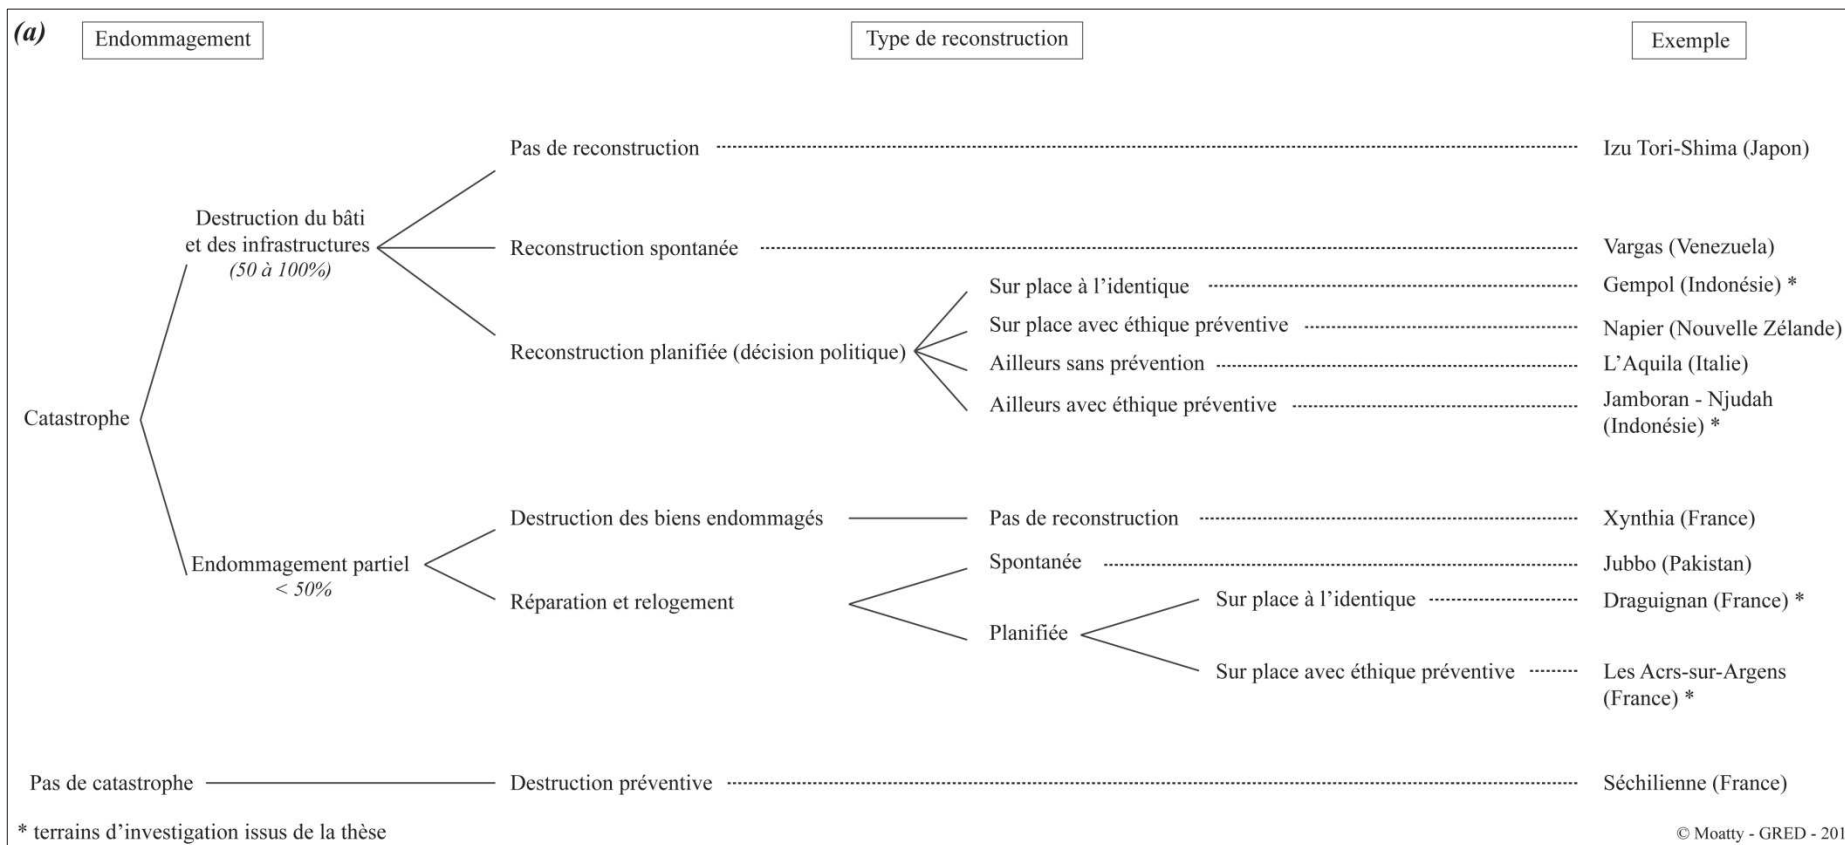 (a)
Endommagement
Type de reconstruction
Exemple
Pas de reconstruction
Izu Tori-Shima (Japon)
Destruction du bâti
et des infrastructures
(50 à 100%)
Reconstruction spontanée
Vargas (Venezuela)
Sur place à l'identique
Gempol (Indonésie) *
Sur place avec éthique préventive
Napier (Nouvelle Zélande)
Reconstruction planifiée (décision politique)
Ailleurs sans prévention
L'Aquila (Italie)
Ailleurs avec éthique préventive
Jamboran - Njudah
(Indonésie) *
Catastrophe
Destruction des biens endommagés
Pas de reconstruction
Xynthia (France)
Endommagement partiel
< 50%
Spontanée
Jubbo (Pakistan)
Réparation et relogement
Sur place à l'identique
Draguignan (France) *
Planifiée
Sur place avec éthique préventive
Les Acrs-sur-Argens
(France) *
Pas de catastrophe
Destruction préventive
Séchilienne (France)
* terrains d'investigation issus de la thèse
© Moatty - GRED - 201